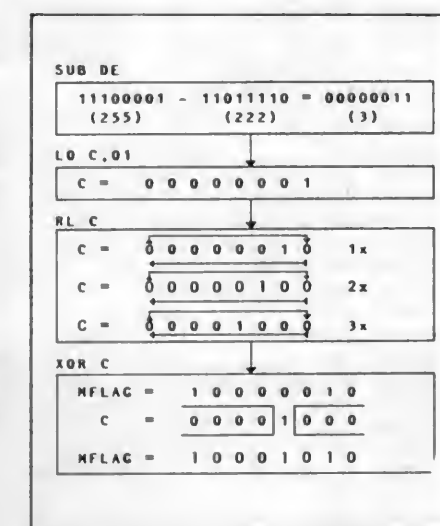 SUB DE
11100001 - 11011110 = 00000011
(255) (222) (3)
LO C,01
C = 0 0 0 0 0 0 0 1
RL C
C = 0 0 0 0 0 0 1 0 1x
C = 0 0 0 0 0 1 0 0 2x
C = 0 0 0 0 1 0 0 0 3x
XOR C
MFLAG = 1 0 0 0 0 0 1 0
C = 0 0 0 0 1 0 0 0
MFLAG = 1 0 0 0 1 0 1 0